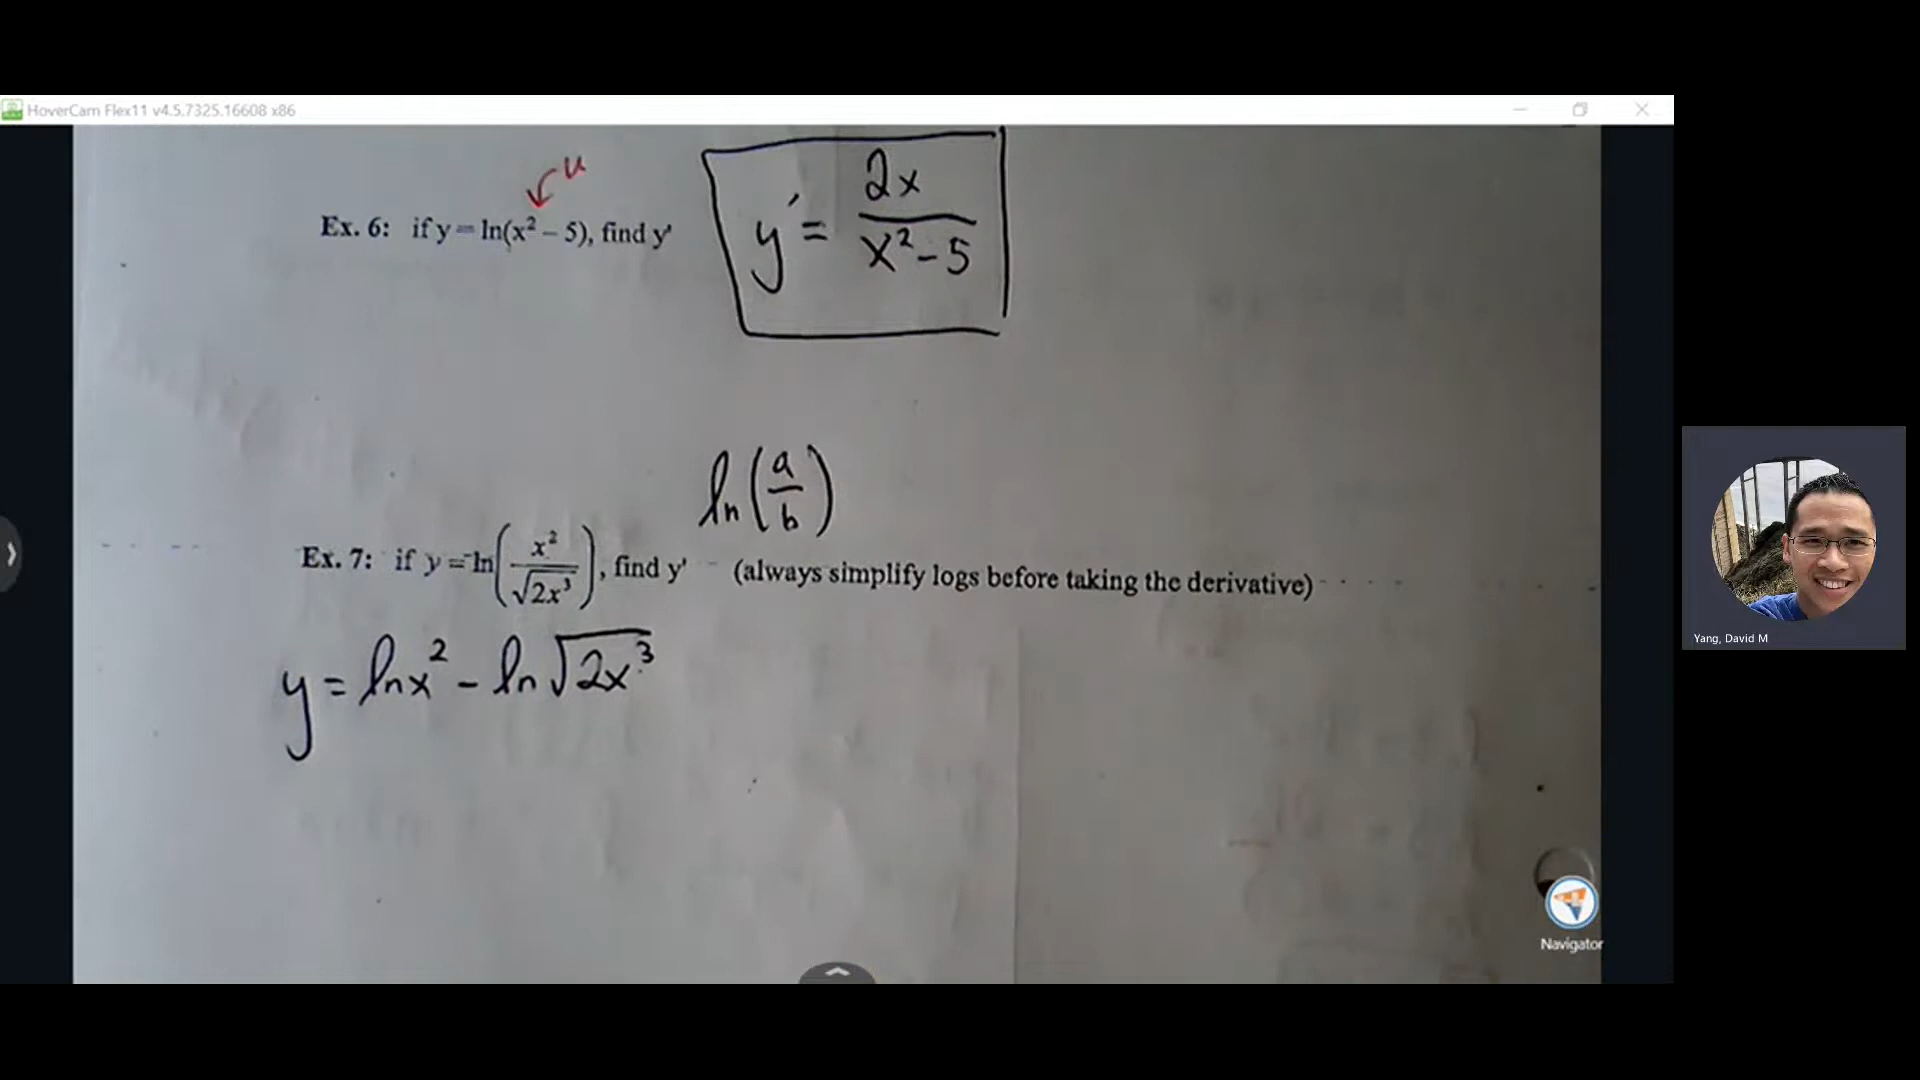 HoverCam Flex11 v4.5.7325.16608 x86
u
Ex. 6: if y = ln(x² – 5), find y'
y' = 2x / x² - 5
ln(a/b)
Ex. 7: if y = ln(x² / √2x³), find y' (always simplify logs before taking the derivative)
y = ln x² - ln √2x³
Yang, David M
Navigator